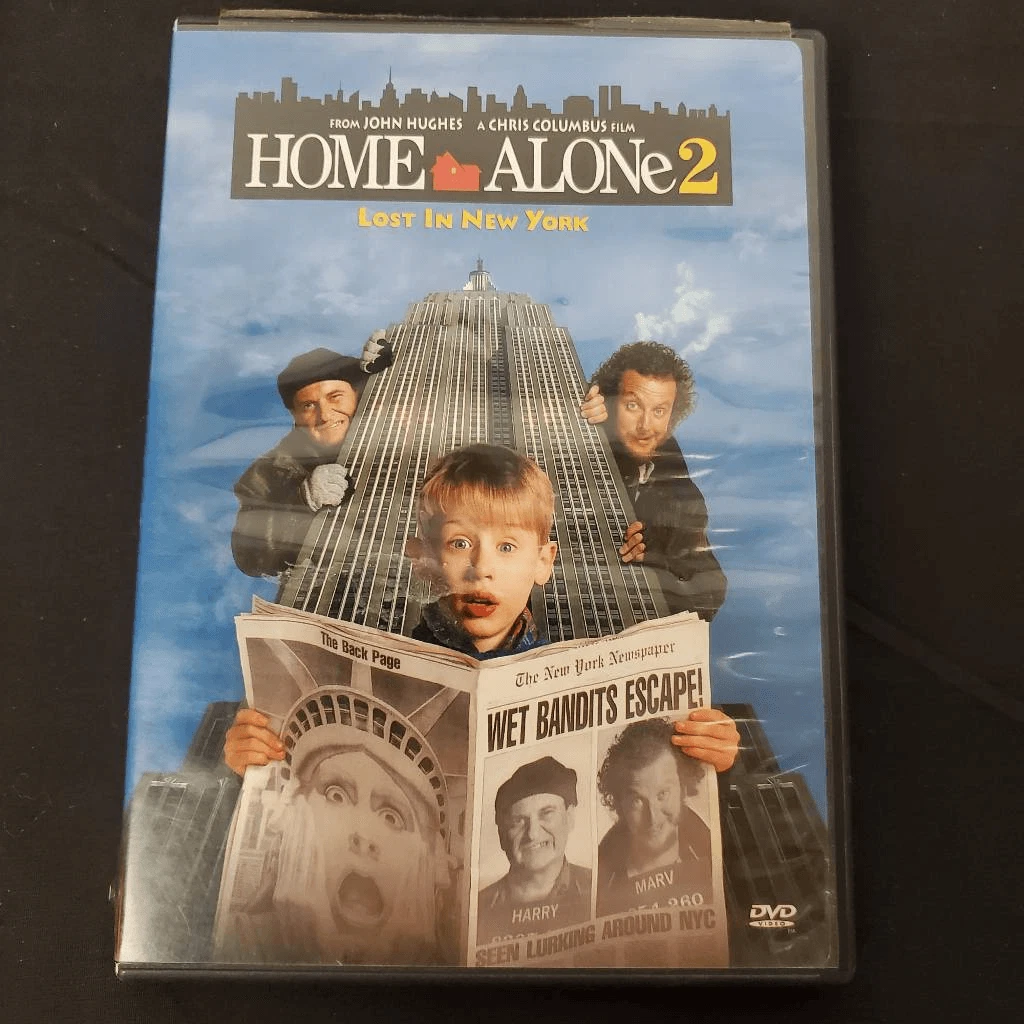 FROM JOHN HUGHES A CHRIS COLUMBUS FILM
HOME ALONe 2
LOST IN NEW YORK
The Back Page
The New York Newspaper
WET BANDITS ESCAPE!
HARRY
MARV
SEEN LURKING AROUND NYC
DVD
VIDEO